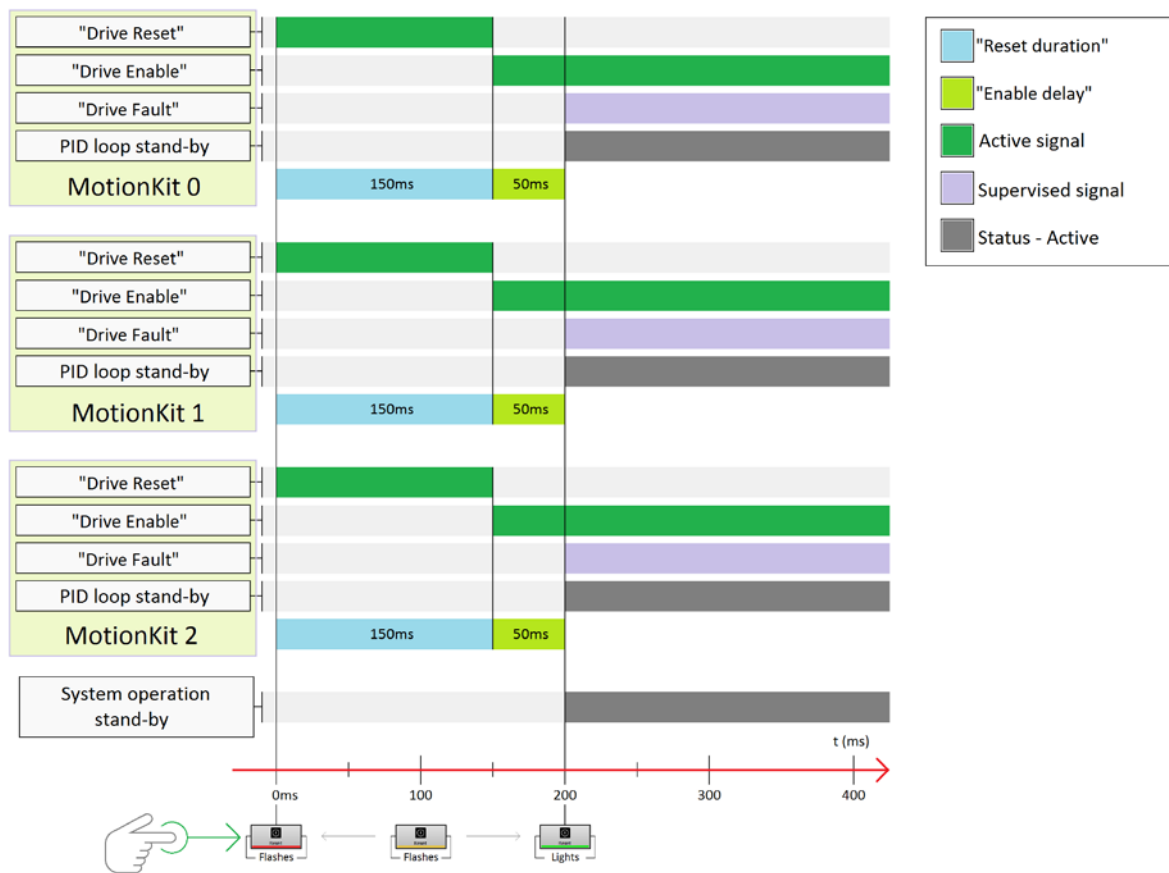 "Drive Reset"
"Drive Enable"
"Drive Fault"
PID loop stand-by
MotionKit 0
150ms
50ms
"Drive Reset"
"Drive Enable"
"Drive Fault"
PID loop stand-by
MotionKit 1
150ms
50ms
"Drive Reset"
"Drive Enable"
"Drive Fault"
PID loop stand-by
MotionKit 2
150ms
50ms
System operation
stand-by
t (ms)
0ms
100
200
300
400
Flashes
Flashes
Lights
"Reset duration"
"Enable delay"
Active signal
Supervised signal
Status - Active